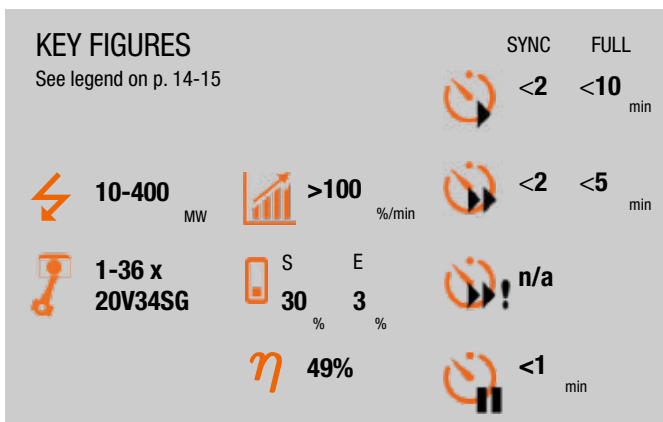 KEY FIGURES
See legend on p. 14-15
SYNC FULL
<2 <10 min
10-400 MW
>100 %/min
<2 <5 min
1-36 x
20V34SG
S E
30 % 3 %
n/a
η 49%
<1 min